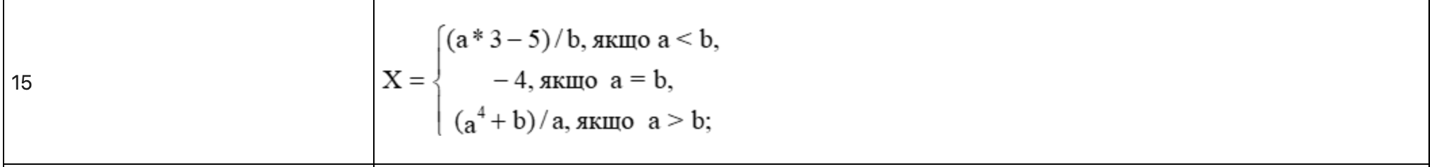 15
X = { (a * 3 – 5) / b, якщо a < b,
– 4, якщо a = b,
(a⁴ + b) / a, якщо a > b;